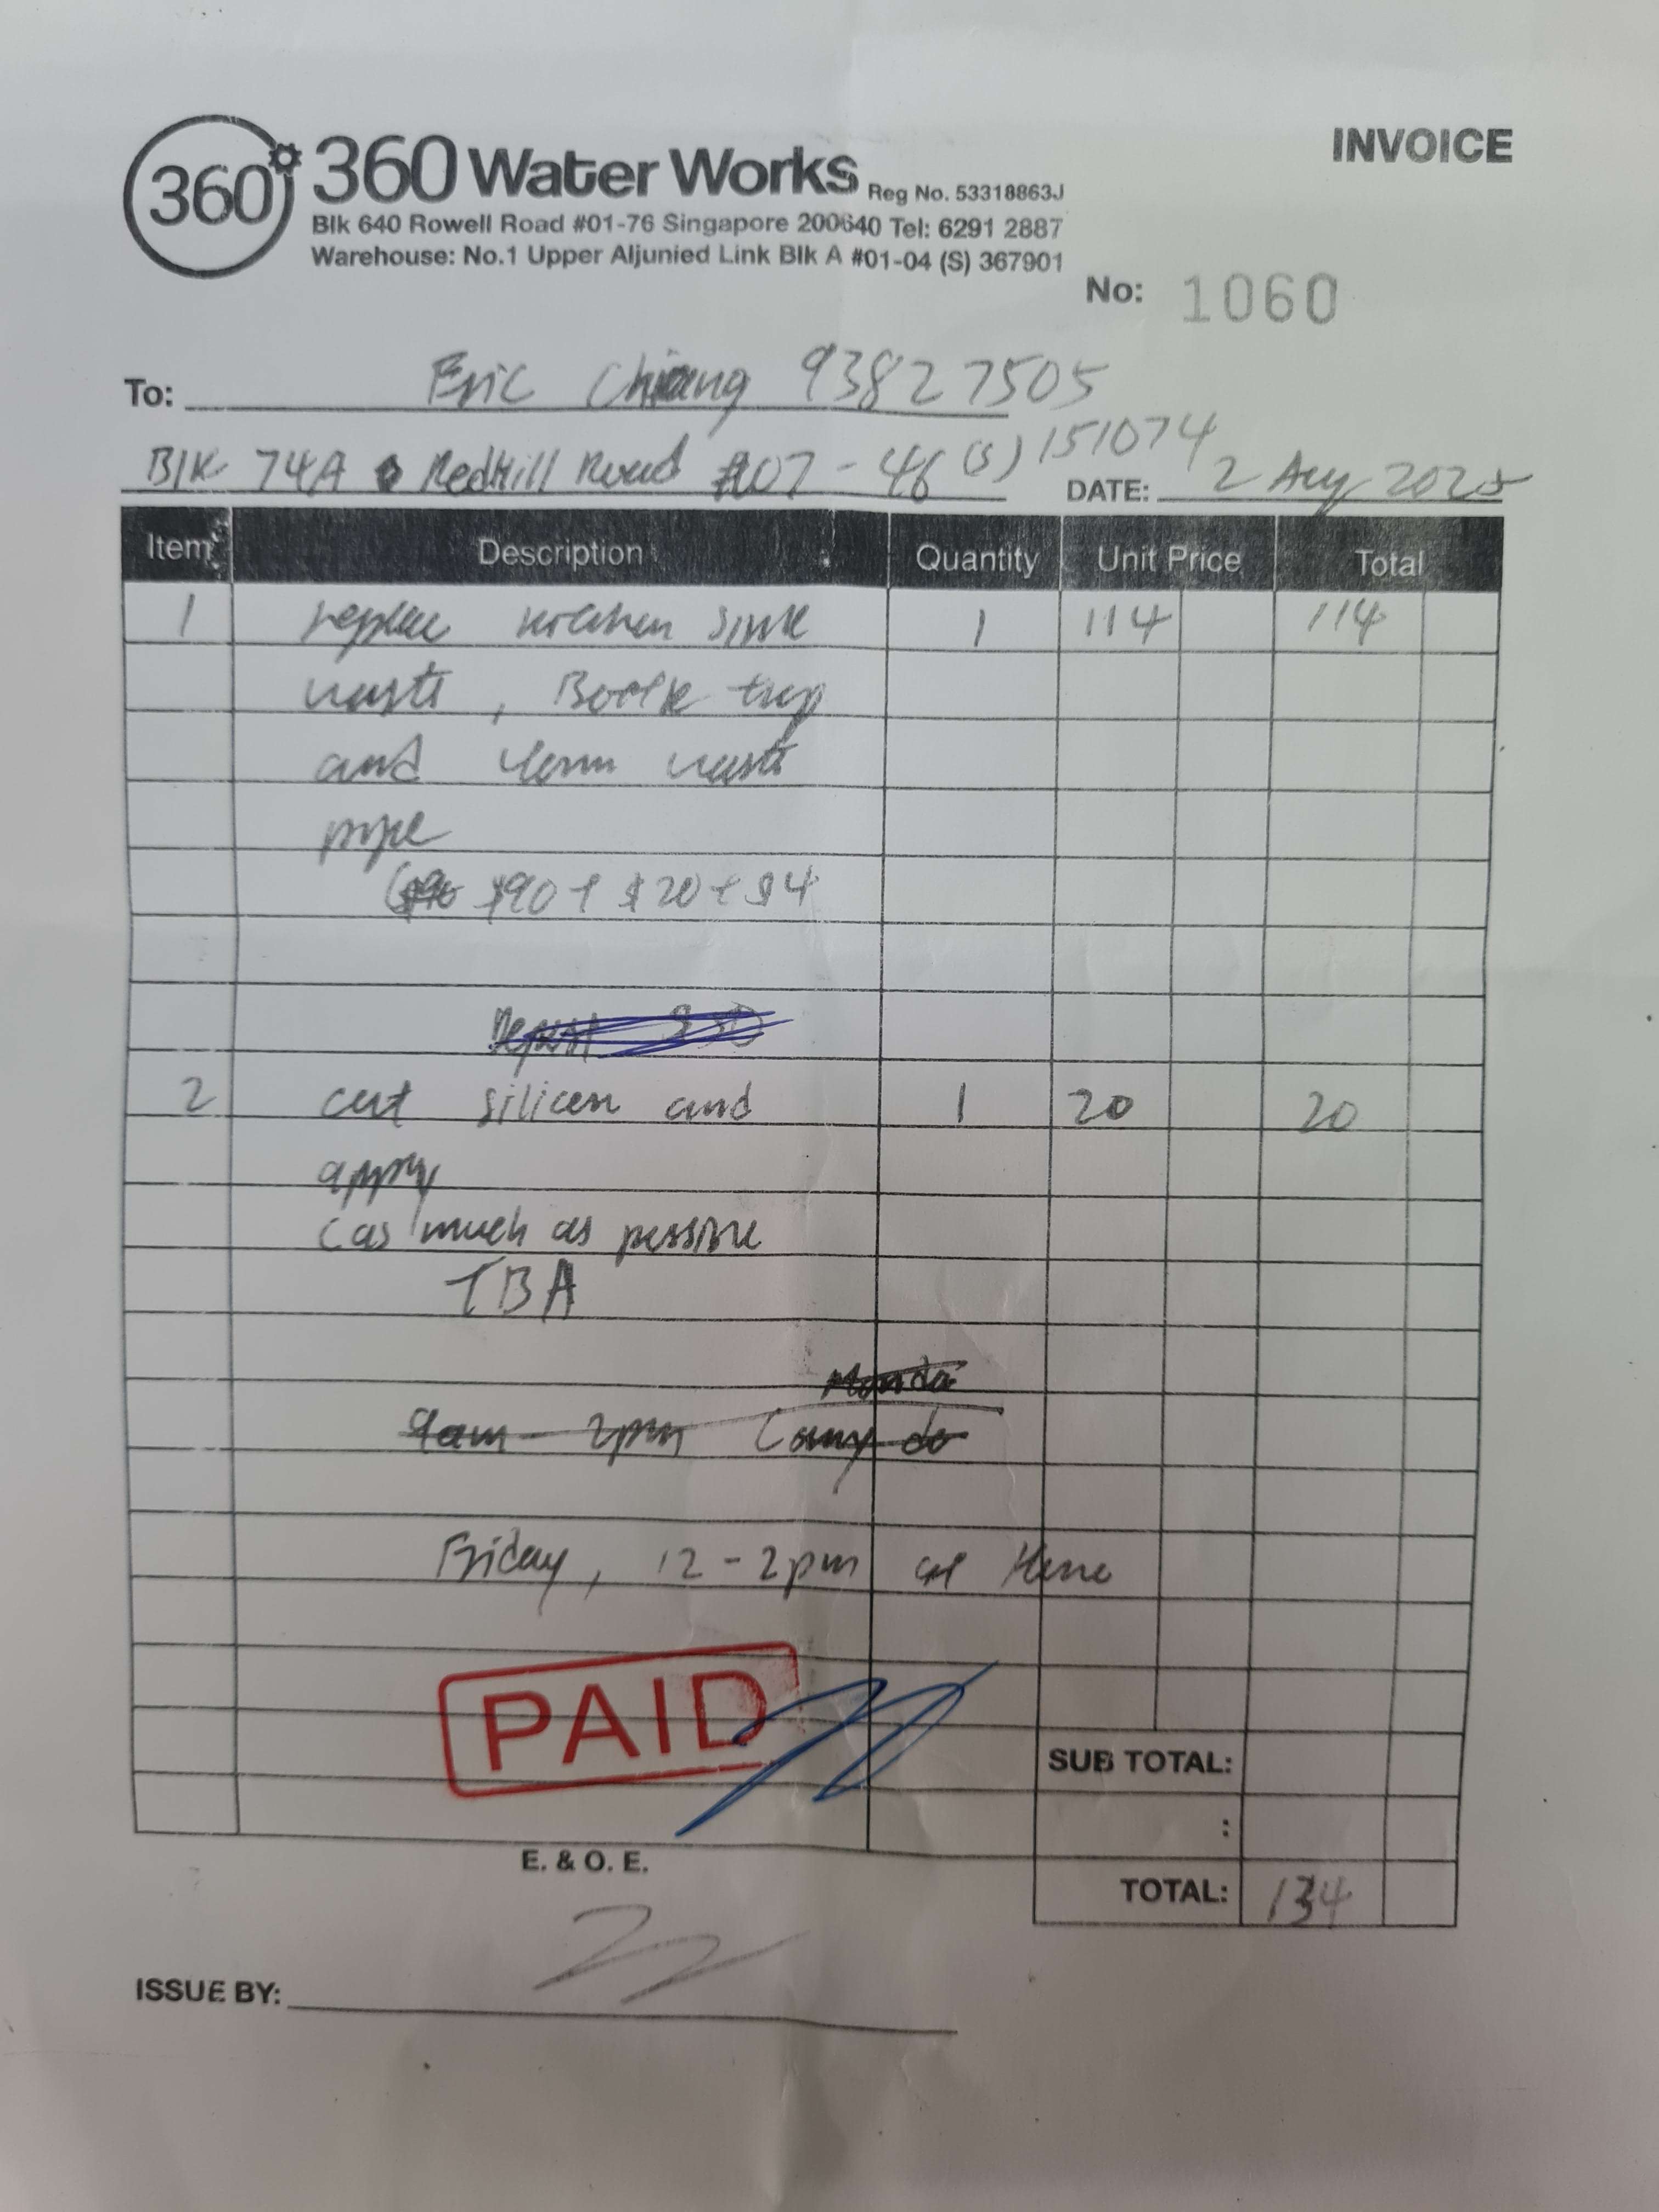 360
360 Water Works Reg No. 53318863J
Blk 640 Rowell Road #01-76 Singapore 200640 Tel: 6291 2887
Warehouse: No.1 Upper Aljunied Link Blk A #01-04 (S) 367901
INVOICE
No: 1060
To: Eric Chiang 93827505
Blk 74A Redhill Road #07-46 (S) 151074
DATE: 2 Aug 2025
Item Description Quantity Unit Price Total
1 replace kitchen sink 1 114 114
waste, Bottle trap
and waste
pipe
( $90 + $20 + $4
Deposit $50
2 cut silicon and 1 20 20
apply
(as much as possible
TBA
Monda
9am - 2pm
Friday, 12-2pm
PAID
SUB TOTAL:
:
E. & O. E.
TOTAL: 134
ISSUE BY: